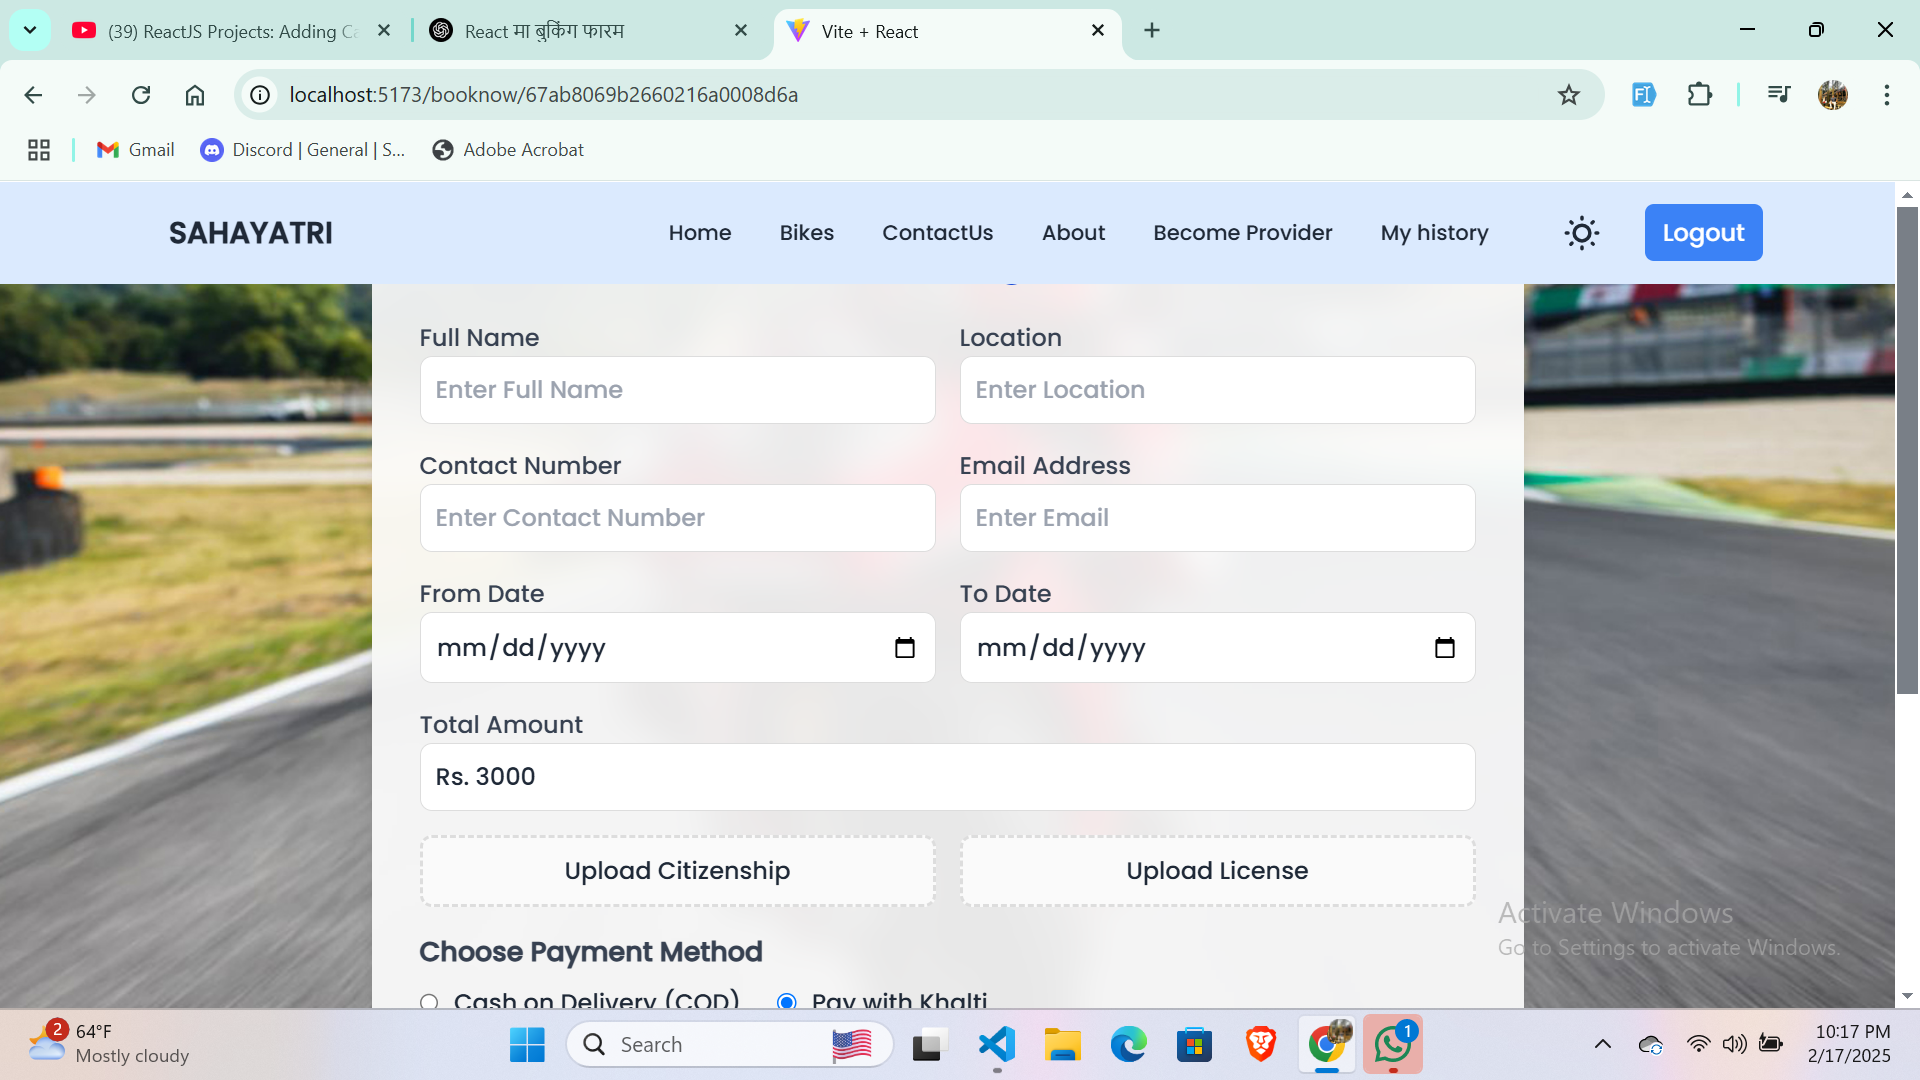 (39) ReactJS Projects: Adding Ca
React मा बुकिंग फारम
Vite + React
localhost:5173/booknow/67ab8069b2660216a0008d6a
Gmail
Discord | General | S...
Adobe Acrobat
SAHAYATRI
Home
Bikes
ContactUs
About
Become Provider
My history
Logout
Full Name
Location
Enter Full Name
Enter Location
Contact Number
Email Address
Enter Contact Number
Enter Email
From Date
To Date
mm/dd/yyyy
mm/dd/yyyy
Total Amount
Rs. 3000
Upload Citizenship
Upload License
Activate Windows
Go to Settings to activate Windows.
Choose Payment Method
Cash on Delivery (COD)
Pay with Khalti
2
64°F
Mostly cloudy
Search
1
10:17 PM
2/17/2025